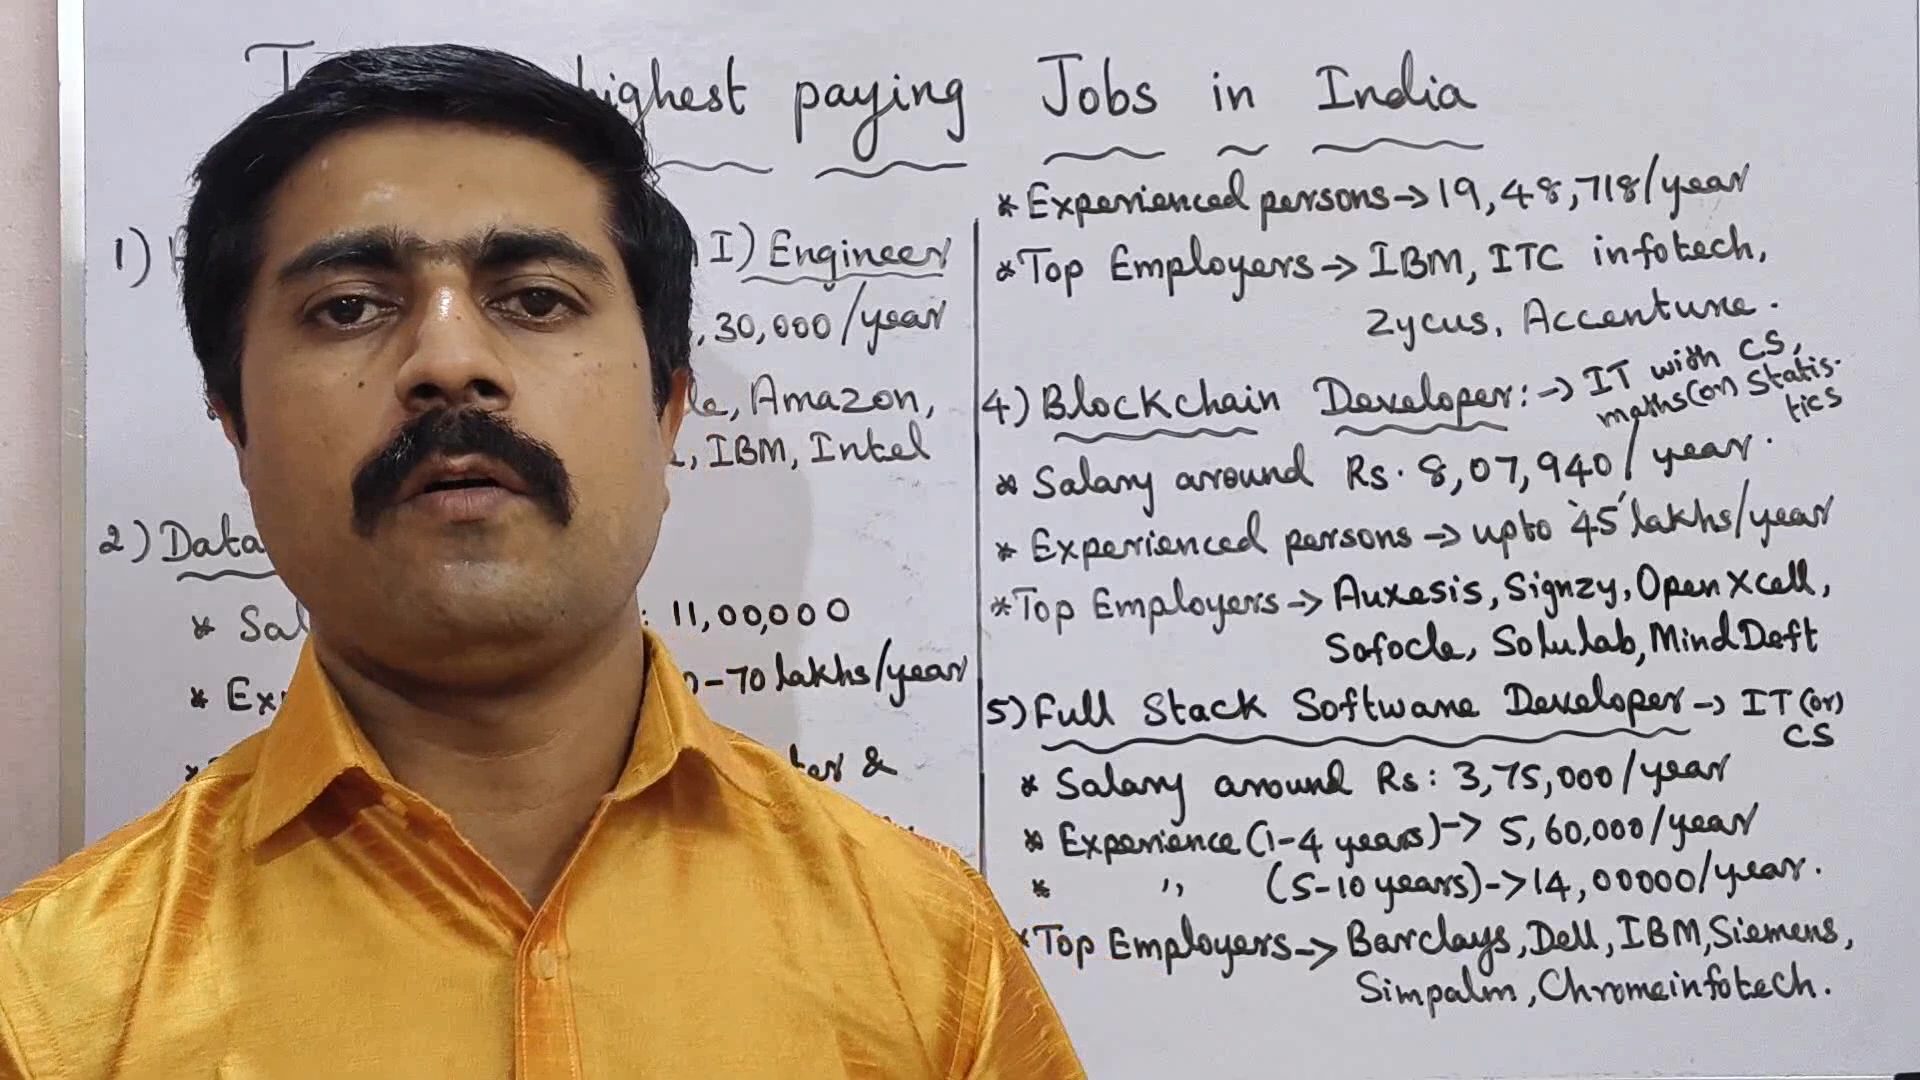 highest paying Jobs in India
1) I) Engineer
,30,000/year
le, Amazon,
, IBM, Intel
2) Data
* Sal : 11,00,000
* Exp 0-70 lakhs/year
ter &
* Experienced persons → 19,48,718/year
* Top Employers → IBM, ITC infotech,
Zycus, Accenture.
4) Blockchain Developer: → IT with CS,
maths (or) Statis-
tics
* Salary around Rs. 8,07,940/year.
* Experienced persons → upto '45' lakhs/year
* Top Employers → Auxesis, Signzy, OpenXcell,
Sofocle, Solulab, MindDeft
5) Full Stack Software Developer → IT (or)
CS
* Salary around Rs: 3,75,000/year
* Experience (1-4 years) → 5,60,000/year
* ,, (5-10 years) → 14,00000/year.
* Top Employers → Barclays, Dell, IBM, Siemens,
Simpalm, Chromeinfotech.